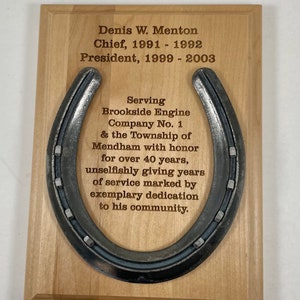 Denis W. Menton
Chief, 1991 - 1992
President, 1999 - 2003
Serving
Brookside Engine
Company No. 1
& the Township of
Mendham with honor
for over 40 years,
unselfishly giving years
of service marked by
exemplary dedication
to his community.